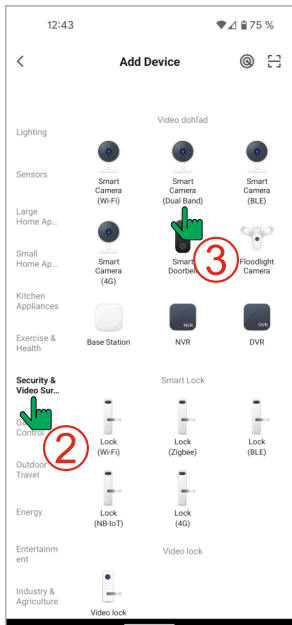 12:43
75 %
Add Device
Lighting
Sensors
Large
Home Ap...
Small
Home Ap...
Kitchen
Appliances
Exercise &
Health
Security &
Video Sur...
Control
Outdoor
Travel
Energy
Entertainm
ent
Industry &
Agriculture
Video dohľad
Smart
Camera
(Wi-Fi)
Smart
Camera
(Dual Band)
Smart
Camera
(BLE)
Smart
Camera
(4G)
Smart
Doorbell
Floodlight
Camera
3
Base Station
NVR
NVR
DVR
DVR
Smart Lock
2
Lock
(Wi-Fi)
Lock
(Zigbee)
Lock
(BLE)
Lock
(NB-IoT)
Lock
(4G)
Video lock
Video lock